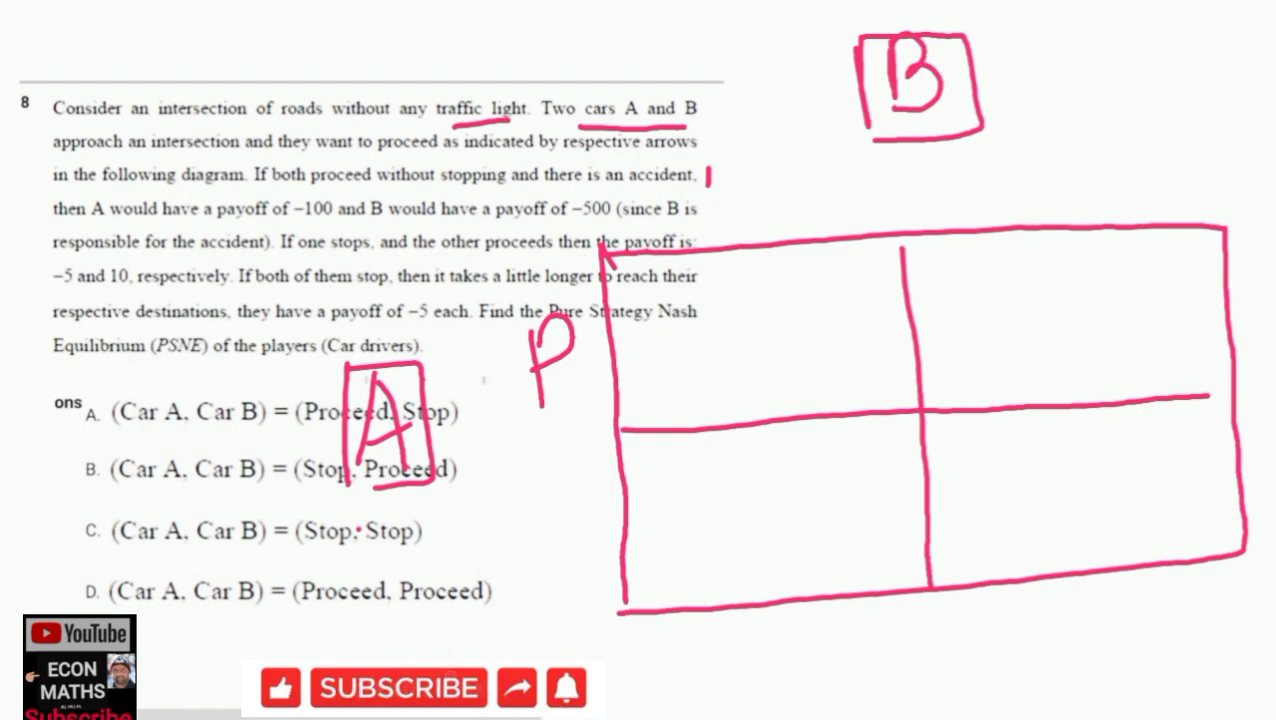 B
8 Consider an intersection of roads without any traffic light. Two cars A and B
approach an intersection and they want to proceed as indicated by respective arrows
in the following diagram. If both proceed without stopping and there is an accident,
then A would have a payoff of −100 and B would have a payoff of −500 (since B is
responsible for the accident). If one stops, and the other proceeds then the payoff is:
−5 and 10, respectively. If both of them stop, then it takes a little longer to reach their
respective destinations, they have a payoff of −5 each. Find the Pure Strategy Nash
Equilibrium (PSNE) of the players (Car drivers).
P
A
ons A. (Car A, Car B) = (Proceed, Stop)
B. (Car A, Car B) = (Stop, Proceed)
C. (Car A, Car B) = (Stop, Stop)
D. (Car A, Car B) = (Proceed, Proceed)
YouTube
ECON
MATHS
Subscribe
SUBSCRIBE